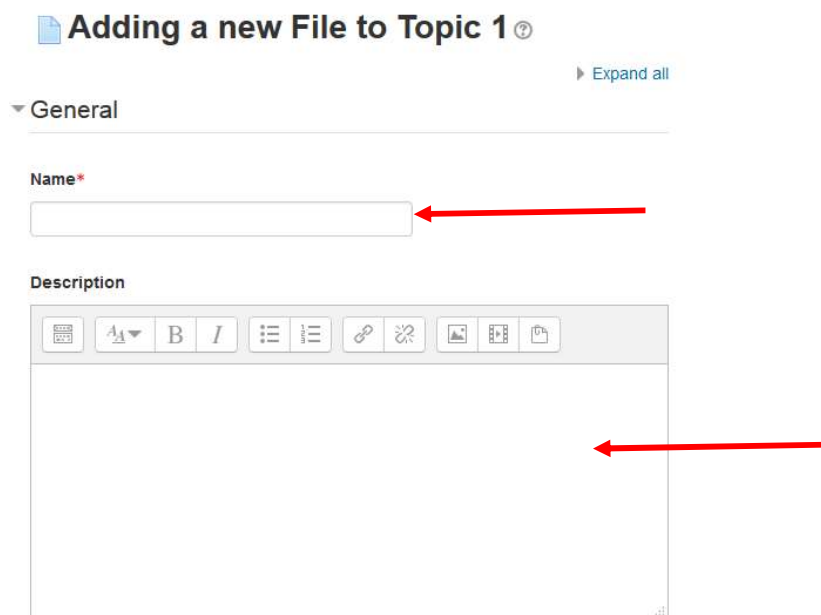 Adding a new File to Topic 1
Expand all
General
Name*
Description
B I